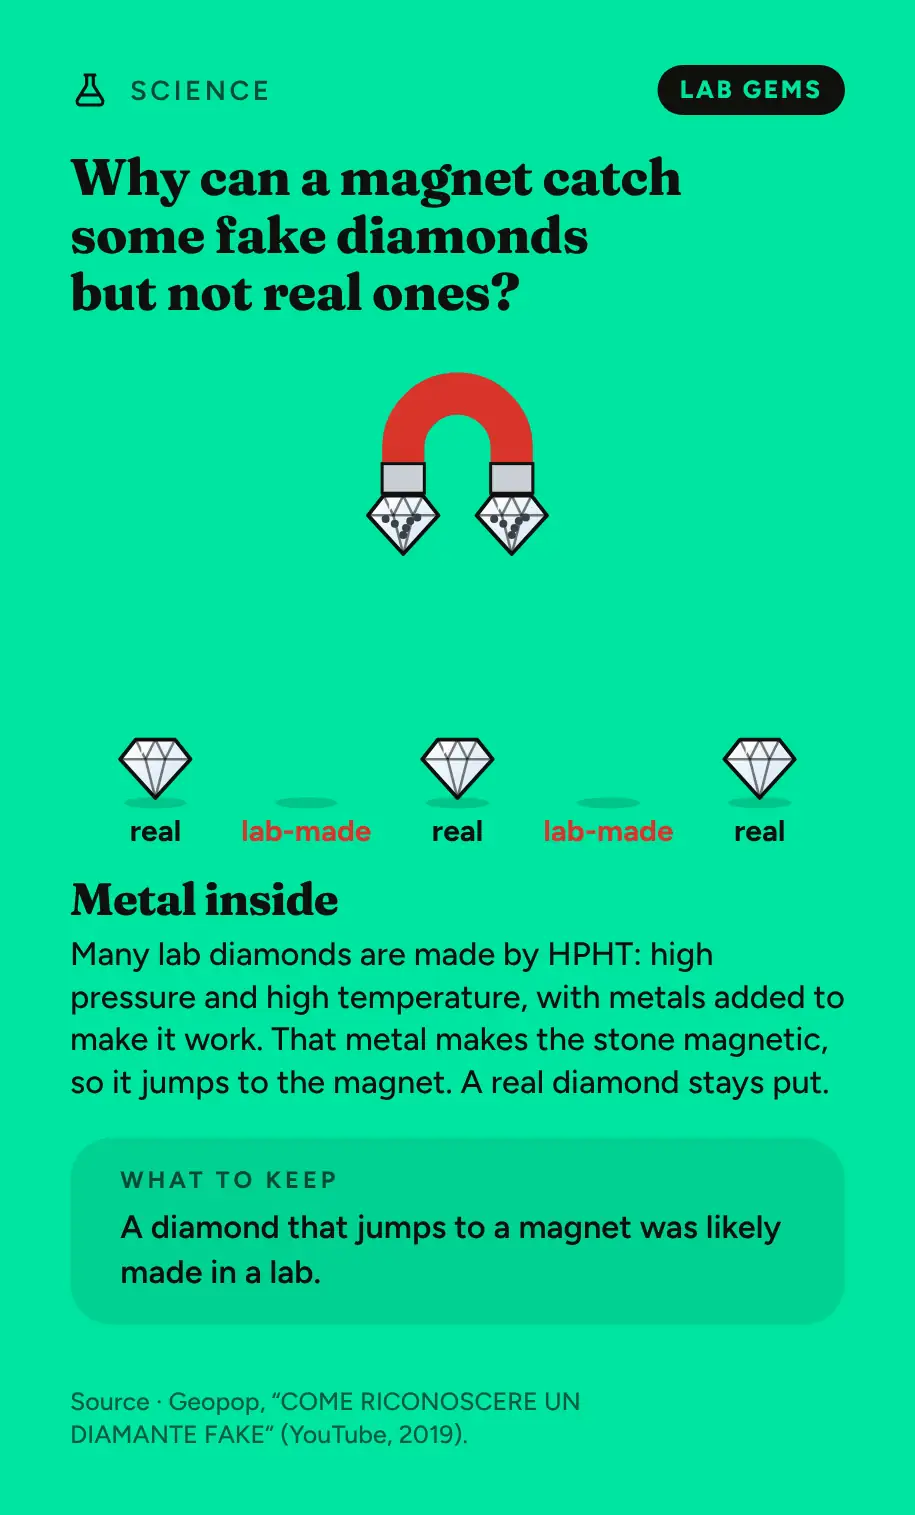 SCIENCE
LAB GEMS
Why can a magnet catch
some fake diamonds
but not real ones?
real
lab-made
real
lab-made
real
Metal inside
Many lab diamonds are made by HPHT: high
pressure and high temperature, with metals added to
make it work. That metal makes the stone magnetic,
so it jumps to the magnet. A real diamond stays put.
WHAT TO KEEP
A diamond that jumps to a magnet was likely
made in a lab.
Source · Geopop, “COME RICONOSCERE UN
DIAMANTE FAKE” (YouTube, 2019).